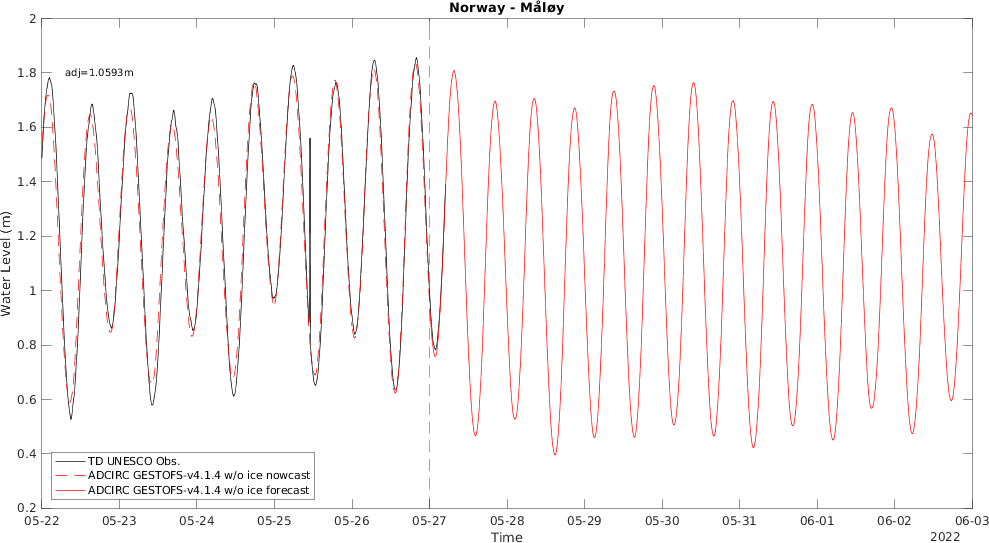 Norway - Måløy
2
1.8
1.6
1.4
1.2
1
0.8
0.6
0.4
0.2
Water Level (m)
adj=1.0593m
TD UNESCO Obs.
ADCIRC GESTOFS-v4.1.4 w/o ice nowcast
ADCIRC GESTOFS-v4.1.4 w/o ice forecast
05-22 05-23 05-24 05-25 05-26 05-27 05-28 05-29 05-30 05-31 06-01 06-02 06-03
Time
2022